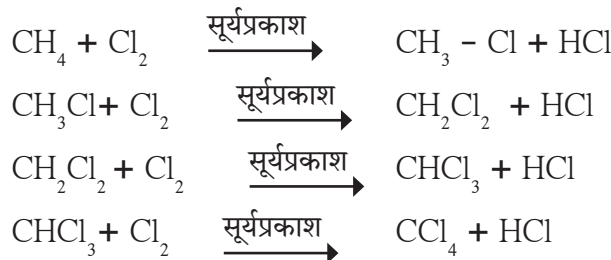 CH₄ + Cl₂ सूर्यप्रकाश → CH₃ – Cl + HCl
CH₃Cl+ Cl₂ सूर्यप्रकाश → CH₂Cl₂ + HCl
CH₂Cl₂ + Cl₂ सूर्यप्रकाश → CHCl₃ + HCl
CHCl₃ + Cl₂ सूर्यप्रकाश → CCl₄ + HCl